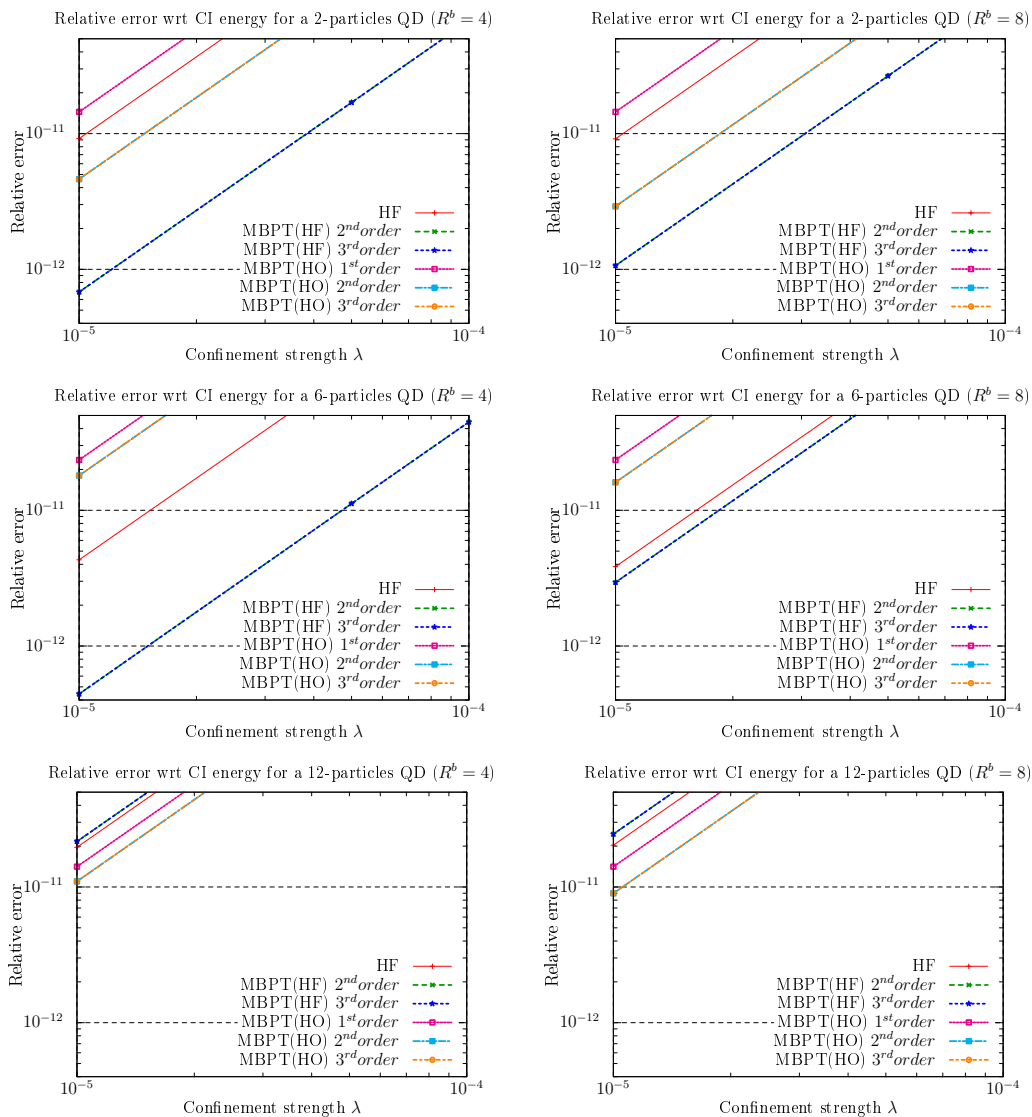 Relative error wrt CI energy for a 2-particles QD (R^b = 4)
Relative error
10^-11
10^-12
HF
MBPT(HF) 2^nd order
MBPT(HF) 3^rd order
MBPT(HO) 1^st order
MBPT(HO) 2^nd order
MBPT(HO) 3^rd order
10^-5
10^-4
Confinement strength λ
Relative error wrt CI energy for a 2-particles QD (R^b = 8)
Relative error
10^-11
10^-12
HF
MBPT(HF) 2^nd order
MBPT(HF) 3^rd order
MBPT(HO) 1^st order
MBPT(HO) 2^nd order
MBPT(HO) 3^rd order
10^-5
10^-4
Confinement strength λ
Relative error wrt CI energy for a 6-particles QD (R^b = 4)
Relative error
10^-11
10^-12
HF
MBPT(HF) 2^nd order
MBPT(HF) 3^rd order
MBPT(HO) 1^st order
MBPT(HO) 2^nd order
MBPT(HO) 3^rd order
10^-5
10^-4
Confinement strength λ
Relative error wrt CI energy for a 6-particles QD (R^b = 8)
Relative error
10^-11
10^-12
HF
MBPT(HF) 2^nd order
MBPT(HF) 3^rd order
MBPT(HO) 1^st order
MBPT(HO) 2^nd order
MBPT(HO) 3^rd order
10^-5
10^-4
Confinement strength λ
Relative error wrt CI energy for a 12-particles QD (R^b = 4)
Relative error
10^-11
10^-12
HF
MBPT(HF) 2^nd order
MBPT(HF) 3^rd order
MBPT(HO) 1^st order
MBPT(HO) 2^nd order
MBPT(HO) 3^rd order
10^-5
10^-4
Confinement strength λ
Relative error wrt CI energy for a 12-particles QD (R^b = 8)
Relative error
10^-11
10^-12
HF
MBPT(HF) 2^nd order
MBPT(HF) 3^rd order
MBPT(HO) 1^st order
MBPT(HO) 2^nd order
MBPT(HO) 3^rd order
10^-5
10^-4
Confinement strength λ